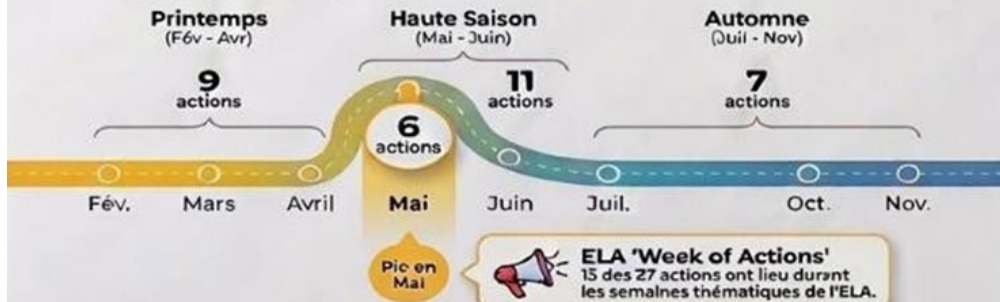 Printemps
(Fév - Avr)
9
actions
Haute Saison
(Mai - Juin)
11
actions
Automne
(Juil - Nov)
7
actions
6
actions
Fév.
Mars
Avril
Mai
Juin
Juil.
Oct.
Nov.
Pic en
Mai
ELA 'Week of Actions'
15 des 27 actions ont lieu durant
les semaines thématiques de l'ELA.